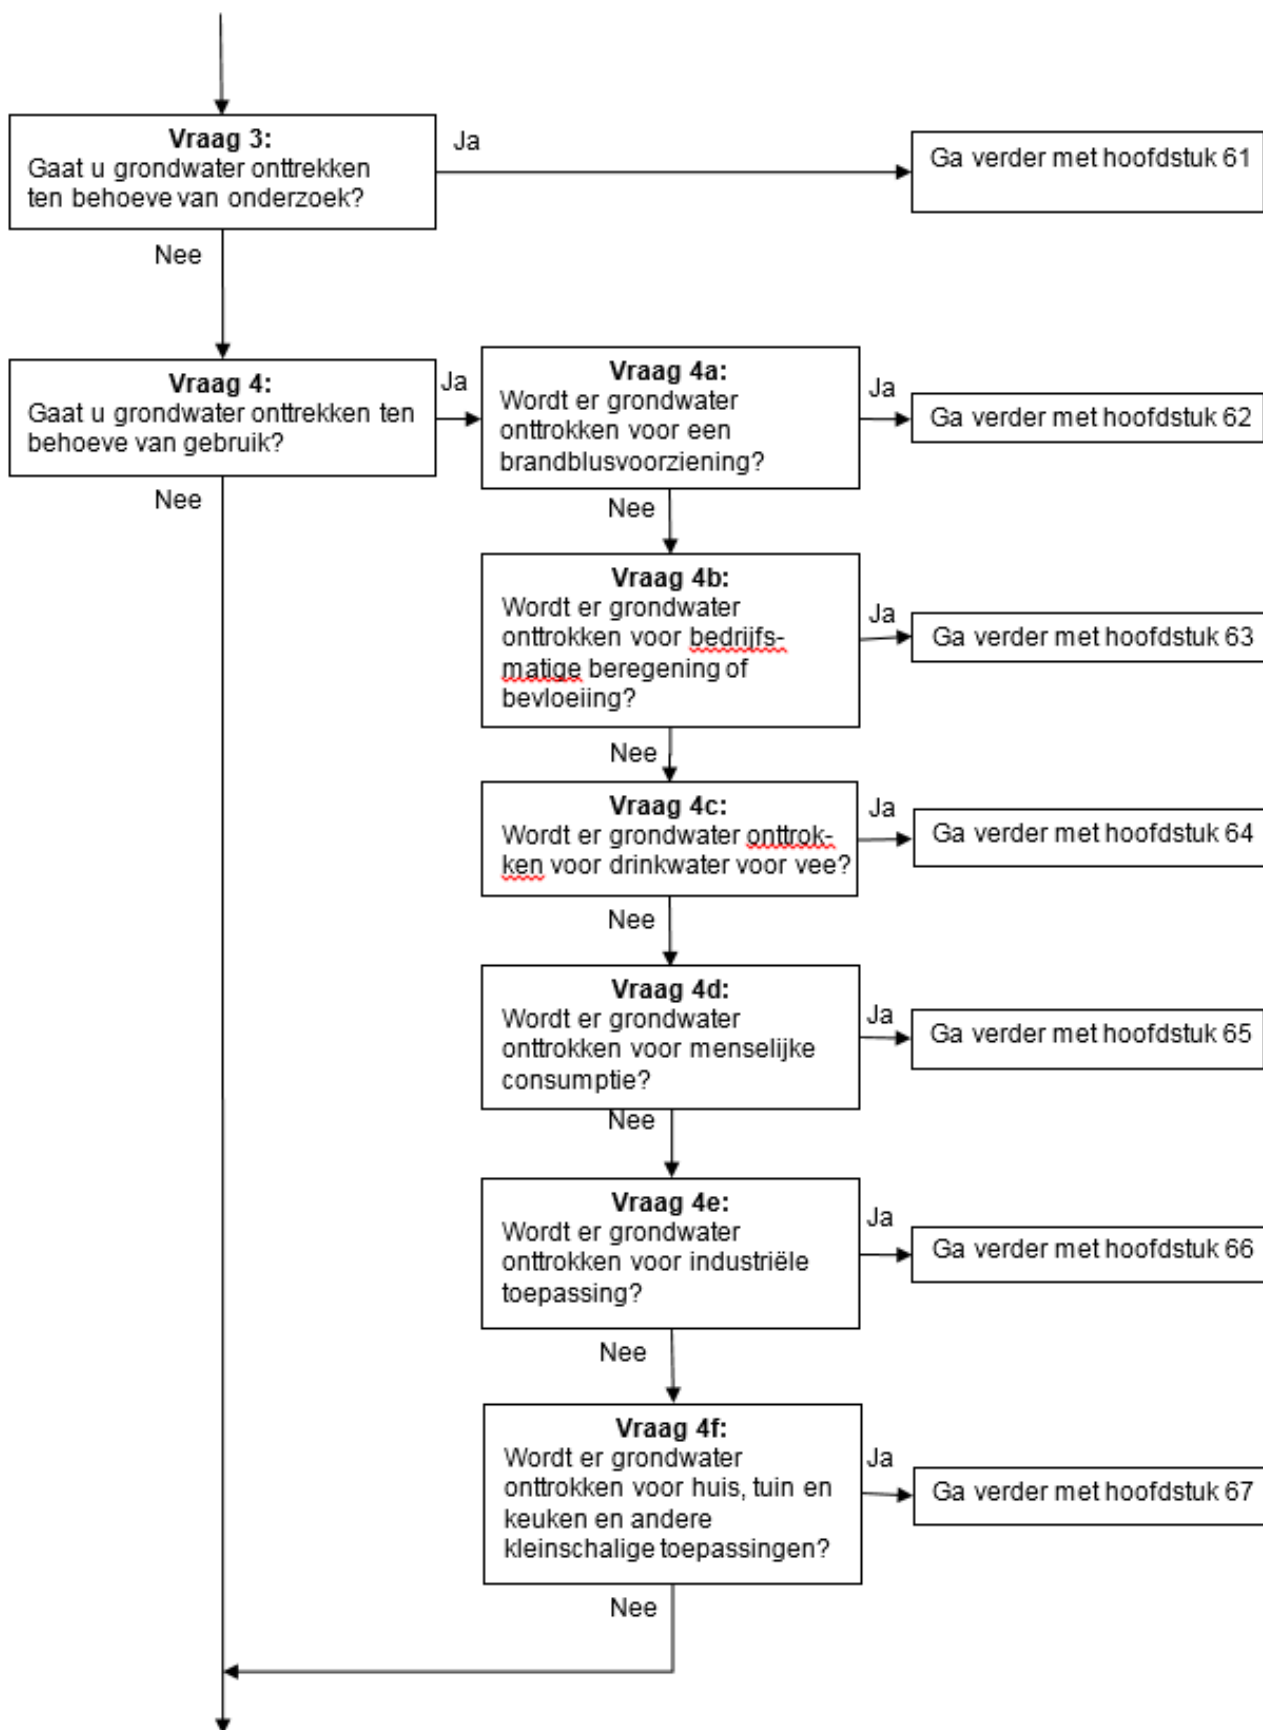 Vraag 3:
Gaat u grondwater onttrekken
ten behoeve van onderzoek?
Ja
Ga verder met hoofdstuk 61
Nee
Vraag 4:
Gaat u grondwater onttrekken ten
behoeve van gebruik?
Ja
Nee
Vraag 4a:
Wordt er grondwater
onttrokken voor een
brandblusvoorziening?
Ja
Ga verder met hoofdstuk 62
Nee
Vraag 4b:
Wordt er grondwater
onttrokken voor bedrijfs-
matige beregening of
bevloeiing?
Ja
Ga verder met hoofdstuk 63
Nee
Vraag 4c:
Wordt er grondwater onttrok-
ken voor drinkwater voor vee?
Ja
Ga verder met hoofdstuk 64
Nee
Vraag 4d:
Wordt er grondwater
onttrokken voor menselijke
consumptie?
Ja
Ga verder met hoofdstuk 65
Nee
Vraag 4e:
Wordt er grondwater
onttrokken voor industriële
toepassing?
Ja
Ga verder met hoofdstuk 66
Nee
Vraag 4f:
Wordt er grondwater
onttrokken voor huis, tuin en
keuken en andere
kleinschalige toepassingen?
Ja
Ga verder met hoofdstuk 67
Nee